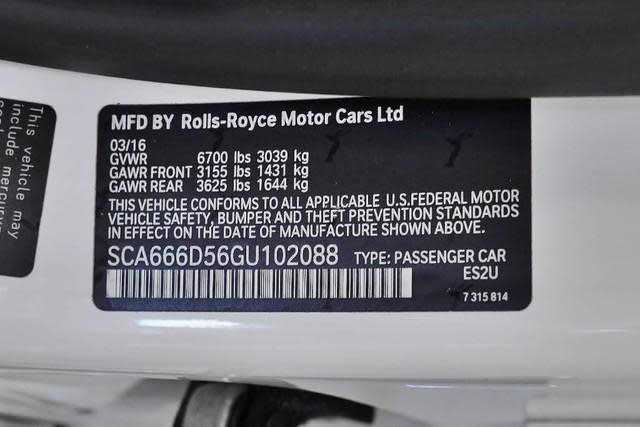 This vehicle may
include mercury
MFD BY Rolls-Royce Motor Cars Ltd
03/16
GVWR 6700 lbs 3039 kg
GAWR FRONT 3155 lbs 1431 kg
GAWR REAR 3625 lbs 1644 kg
THIS VEHICLE CONFORMS TO ALL APPLICABLE U.S.FEDERAL MOTOR
VEHICLE SAFETY, BUMPER AND THEFT PREVENTION STANDARDS
IN EFFECT ON THE DATE OF MANUFACTURE SHOWN ABOVE.
SCA666D56GU102088 TYPE: PASSENGER CAR
ES2U
7 315 814